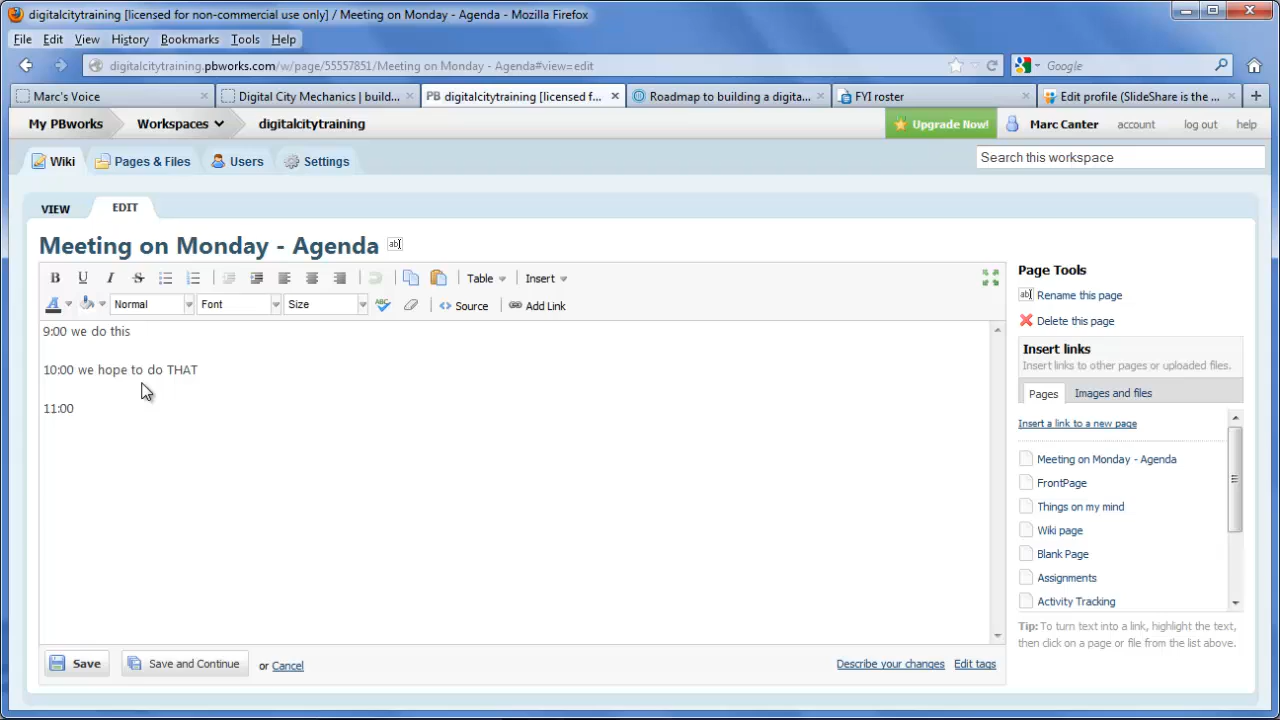 digitalcitytraining [licensed for non-commercial use only] / Meeting on Monday - Agenda - Mozilla Firefox
File Edit View History Bookmarks Tools Help
digitalcitytraining.pbworks.com/w/page/55557851/Meeting on Monday - Agenda#view=edit
Google
Marc's Voice
Digital City Mechanics | build...
PB digitalcitytraining [licensed f...
Roadmap to building a digita...
FYI roster
Edit profile (SlideShare is the ...
My PBworks Workspaces digitalcitytraining
Upgrade Now! Marc Canter account log out help
Wiki Pages & Files Users Settings
Search this workspace
VIEW EDIT
Meeting on Monday - Agenda
B U I S Table Insert
A Normal Font Size ABC Source Add Link
9:00 we do this
10:00 we hope to do THAT
11:00
Save Save and Continue or Cancel
Describe your changes Edit tags
Page Tools
Rename this page
Delete this page
Insert links
Insert links to other pages or uploaded files.
Pages Images and files
Insert a link to a new page
Meeting on Monday - Agenda
FrontPage
Things on my mind
Wiki page
Blank Page
Assignments
Activity Tracking
Tip: To turn text into a link, highlight the text,
then click on a page or file from the list above.